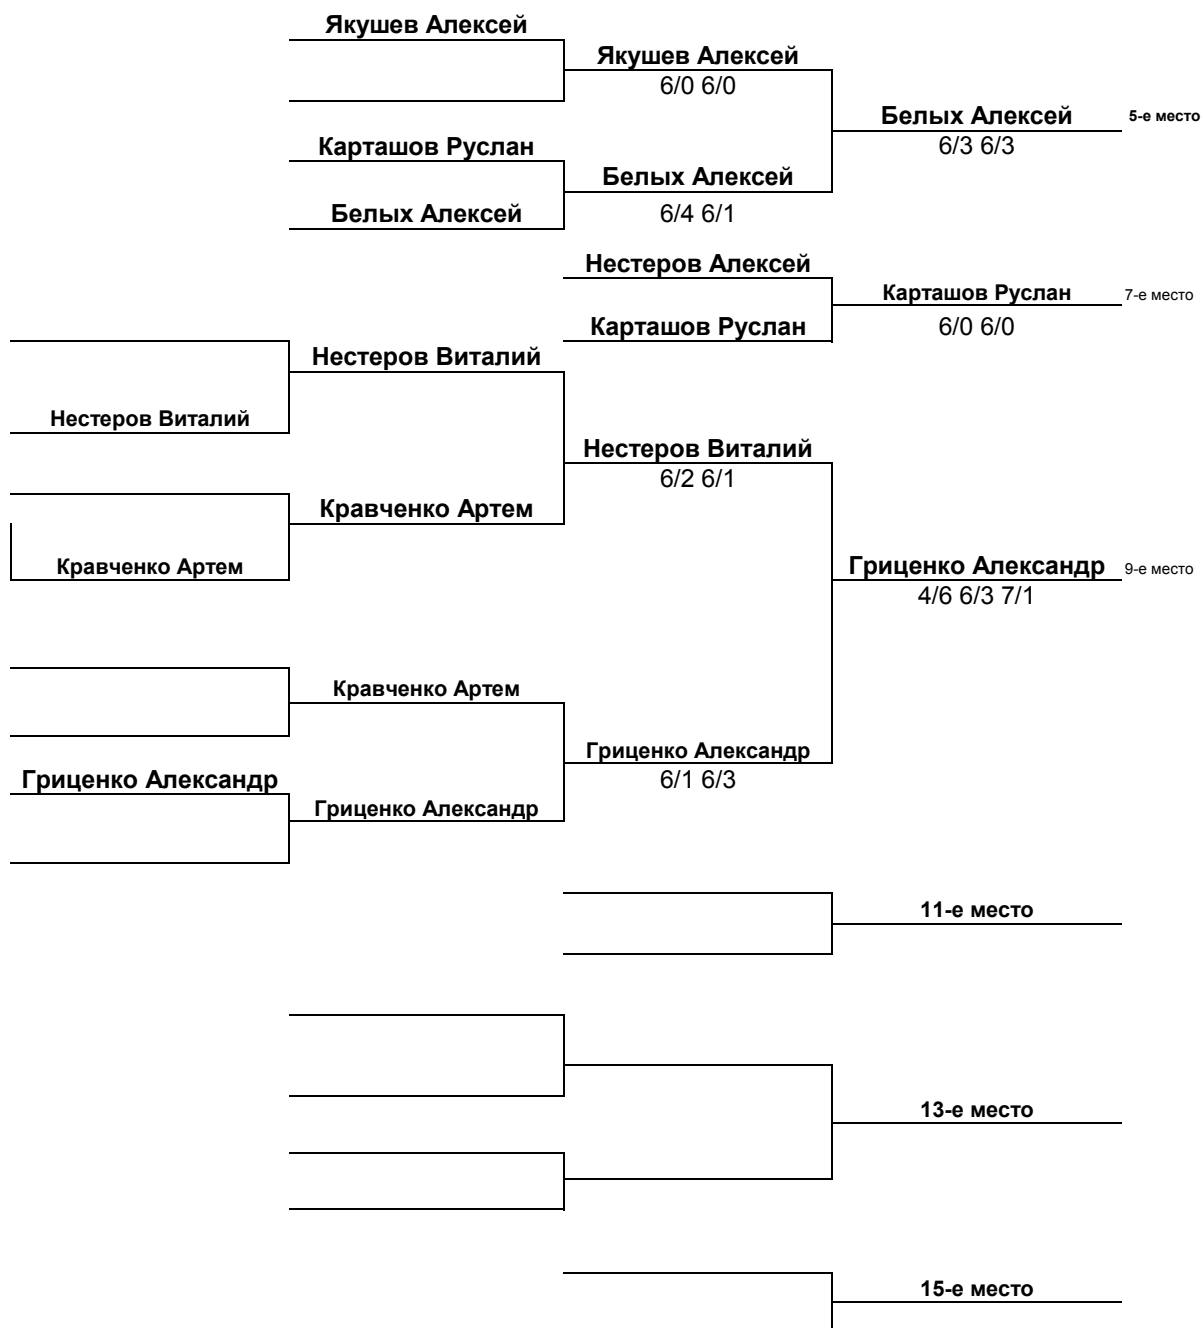 Якушев Алексей
Якушев Алексей
6/0 6/0
Белых Алексей
5-е место
6/3 6/3
Карташов Руслан
Белых Алексей
6/4 6/1
Белых Алексей
Нестеров Алексей
Карташов Руслан
7-е место
6/0 6/0
Карташов Руслан
Нестеров Виталий
Нестеров Виталий
Нестеров Виталий
6/2 6/1
Кравченко Артем
Кравченко Артем
Гриценко Александр
9-е место
4/6 6/3 7/1
Кравченко Артем
Гриценко Александр
6/1 6/3
Гриценко Александр
Гриценко Александр
11-е место
13-е место
15-е место